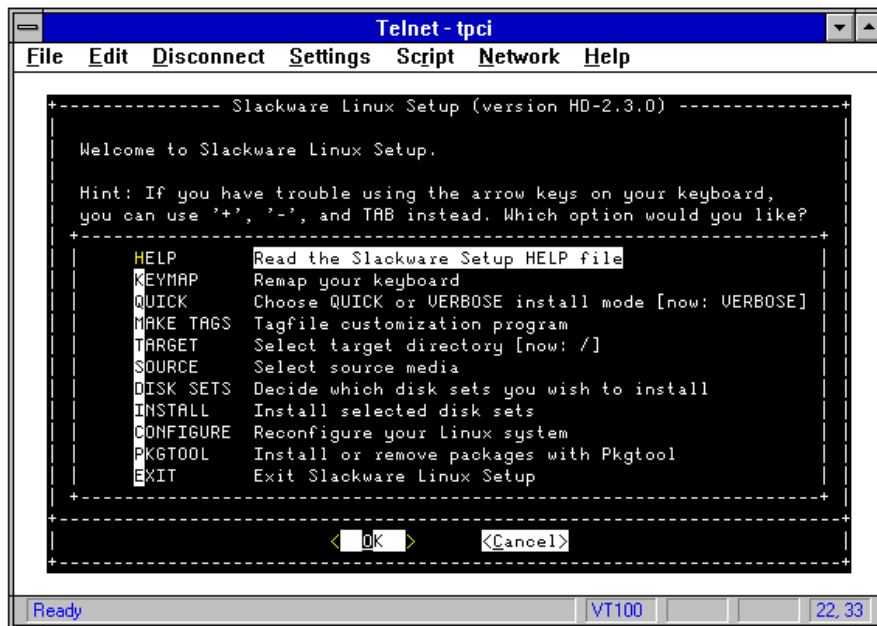 Telnet - tpci
File Edit Disconnect Settings Script Network Help
Slackware Linux Setup (version HD-2.3.0)
Welcome to Slackware Linux Setup.
Hint: If you have trouble using the arrow keys on your keyboard,
you can use '+', '-', and TAB instead. Which option would you like?
HELP Read the Slackware Setup HELP file
KEYMAP Remap your keyboard
QUICK Choose QUICK or VERBOSE install mode [now: VERBOSE]
MAKE TAGS Tagfile customization program
TARGET Select target directory [now: /]
SOURCE Select source media
DISK SETS Decide which disk sets you wish to install
INSTALL Install selected disk sets
CONFIGURE Reconfigure your Linux system
PKGTOOL Install or remove packages with Pkgtool
EXIT Exit Slackware Linux Setup
< OK > <Cancel>
Ready VT100 22, 33